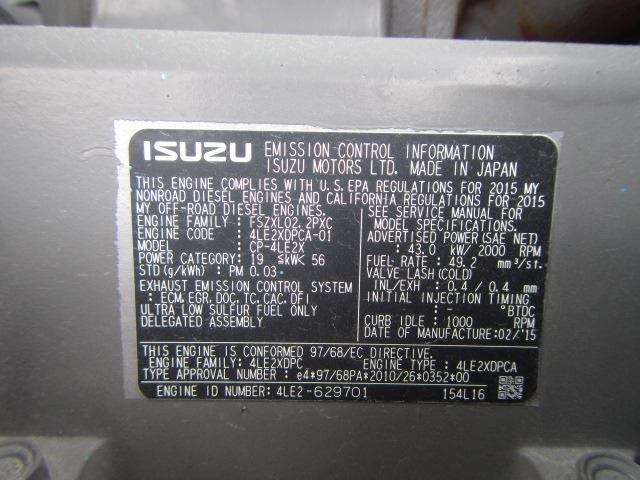 ISUZU EMISSION CONTROL INFORMATION
ISUZU MOTORS LTD. MADE IN JAPAN
THIS ENGINE COMPLIES WITH U.S.EPA REGULATIONS FOR 2015 MY
NONROAD DIESEL ENGINES AND CALIFORNIA REGULATIONS FOR 2015
MY OFF-ROAD DIESEL ENGINES.
ENGINE FAMILY : FSZXL02.2PXC
ENGINE CODE : 4LE2XDPCA-01
MODEL : CP-4LE2X
POWER CATEGORY : 19 ≤kW< 56
STD (g/kWh) : PM 0.03
EXHAUST EMISSION CONTROL SYSTEM
: ECM, EGR, DOC, TC, CAC, DFI
ULTRA LOW SULFUR FUEL ONLY
DELEGATED ASSEMBLY
SEE SERVICE MANUAL FOR
MODEL SPECIFICATIONS.
ADVERTISED POWER(SAE NET)
: 43.0 kW/ 2000 RPM
FUEL RATE : 49.2 mm³/st.
VALVE LASH(COLD)
IN/EXH : 0.4 / 0.4 mm
INITIAL INJECTION TIMING
: - °BTDC
CURB IDLE : 1000 RPM
DATE OF MANUFACTURE:02/'15
THIS ENGINE CONFORMED 97/68/EC DIRECTIVE.
ENGINE FAMILY: 4LE2XDPC ENGINE TYPE : 4LE2XDPCA
TYPE APPROVAL NUMBER : e4*97/68PA*2010/26*0352*00
ENGINE ID NUMBER: 4LE2-629701 154L16